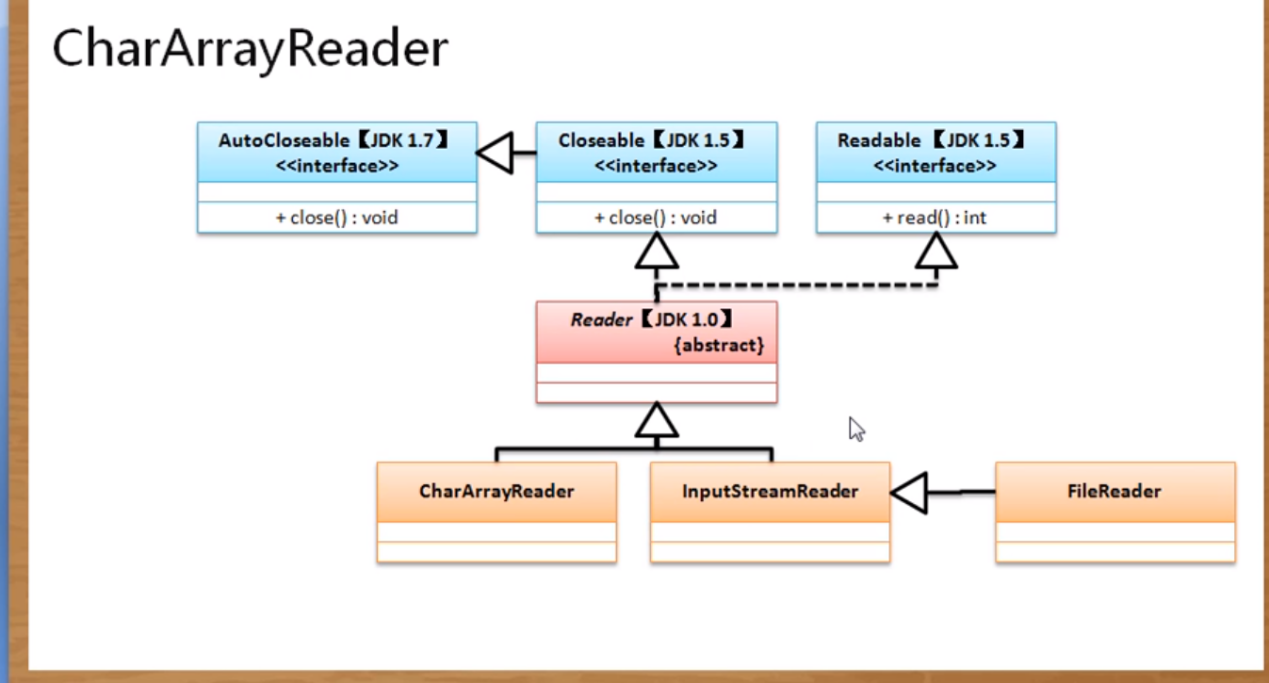 CharArrayReader
AutoCloseable【JDK 1.7】
<<interface>>
+ close() : void
Closeable【JDK 1.5】
<<interface>>
+ close() : void
Readable【JDK 1.5】
<<interface>>
+ read() : int
Reader【JDK 1.0】
{abstract}
CharArrayReader
InputStreamReader
FileReader